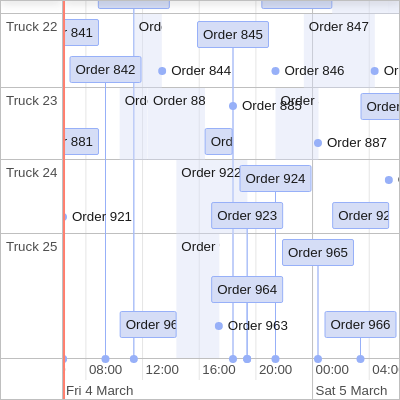 Truck 22
841
Ord
Order 845
Order 847
Order 842
Order 844
Order 846
Or
Truck 23
Ord
Order 88
Order 885
Order
Order
881
Ord
Order 887
Truck 24
Order 922
Order 924
Order 921
Order 923
Order 92
Truck 25
Order
Order 965
Order 964
Order 96
Order 963
Order 966
08:00
12:00
16:00
20:00
00:00
04:0
Fri 4 March
Sat 5 March